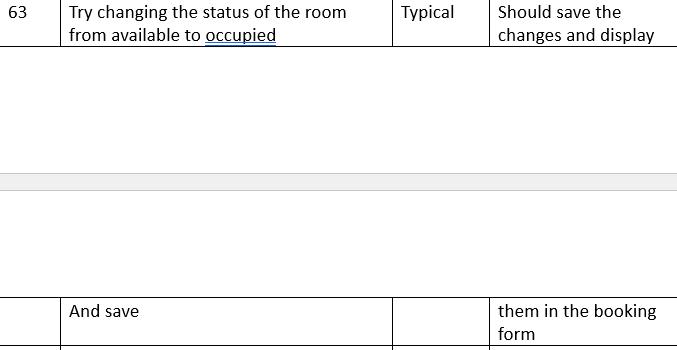 63 Try changing the status of the room Typical Should save the
from available to occupied changes and display
And save them in the booking
form